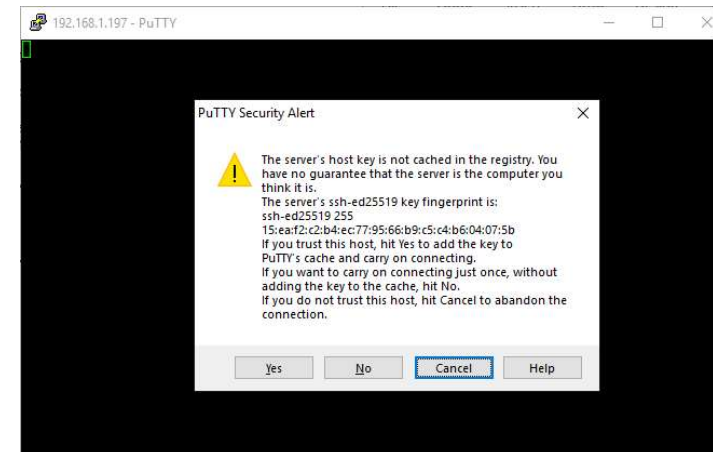 192.168.1.197 - PuTTY
PuTTY Security Alert
The server's host key is not cached in the registry. You
have no guarantee that the server is the computer you
think it is.
The server's ssh-ed25519 key fingerprint is:
ssh-ed25519 255
15:ea:f2:c2:b4:ec:77:95:66:b9:c5:c4:b6:04:07:5b
If you trust this host, hit Yes to add the key to
PuTTY's cache and carry on connecting.
If you want to carry on connecting just once, without
adding the key to the cache, hit No.
If you do not trust this host, hit Cancel to abandon the
connection.
Yes No Cancel Help